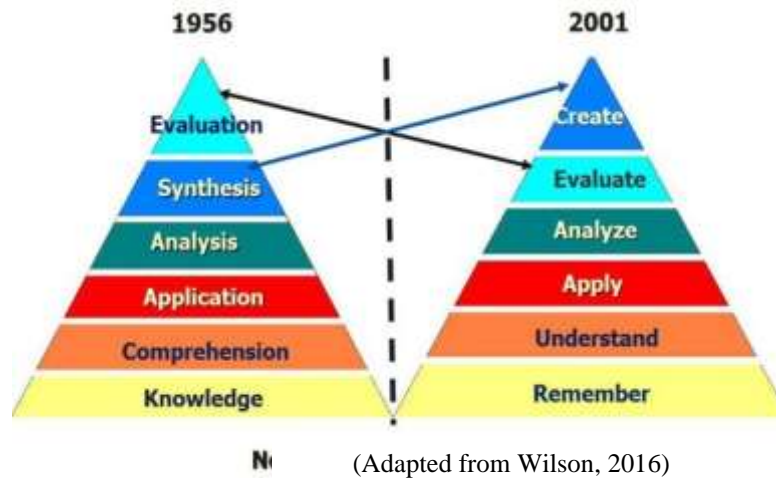 1956
2001
Evaluation
Synthesis
Analysis
Application
Comprehension
Knowledge
Create
Evaluate
Analyze
Apply
Understand
Remember
(Adapted from Wilson, 2016)